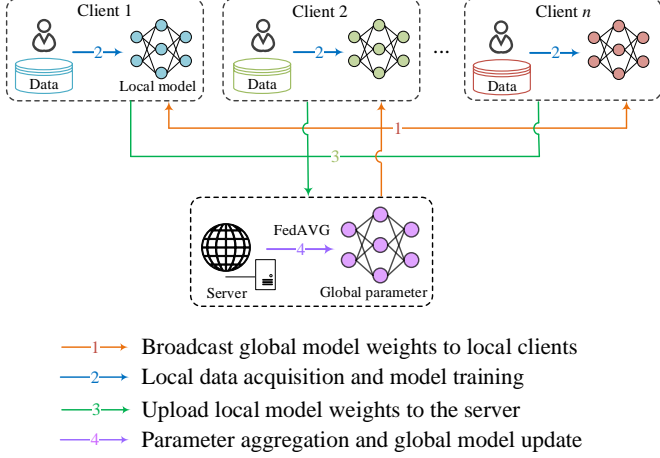 Client 1
Client 2
Client n
2
2
...
2
Data
Local model
Data
Data
1
3
FedAVG
4
Server
Global parameter
1 Broadcast global model weights to local clients
2 Local data acquisition and model training
3 Upload local model weights to the server
4 Parameter aggregation and global model update